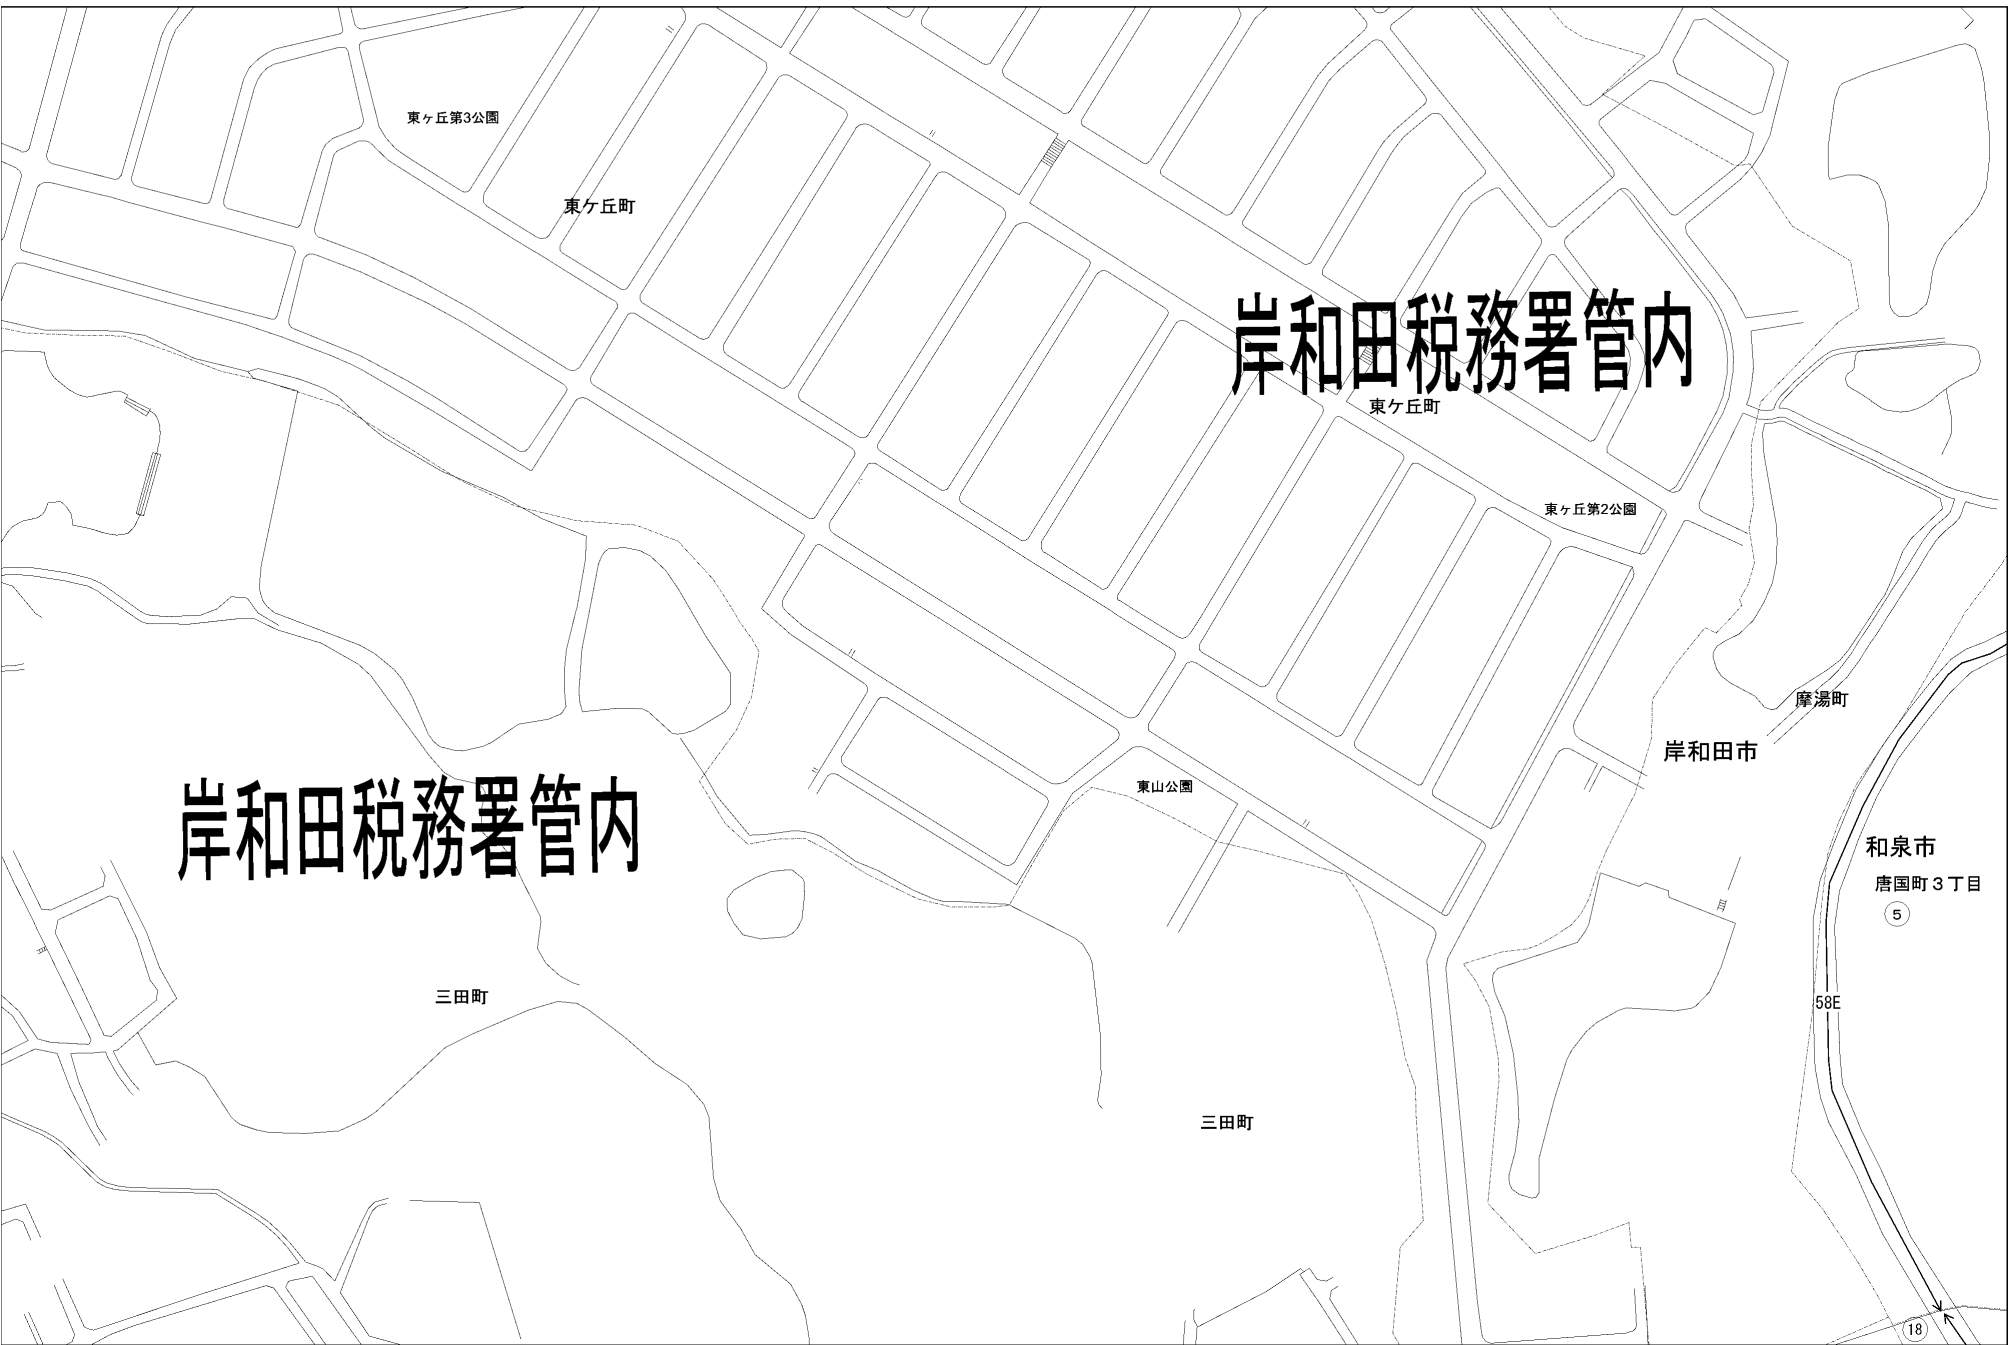 東ヶ丘第3公園
東ケ丘町
岸和田税務署管内
東ケ丘町
東ヶ丘第2公園
摩湯町
岸和田市
東山公園
岸和田税務署管内
和泉市
唐国町3丁目
5
三田町
58E
三田町
18